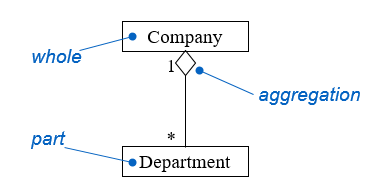 Company
whole
1
aggregation
part
*
Department